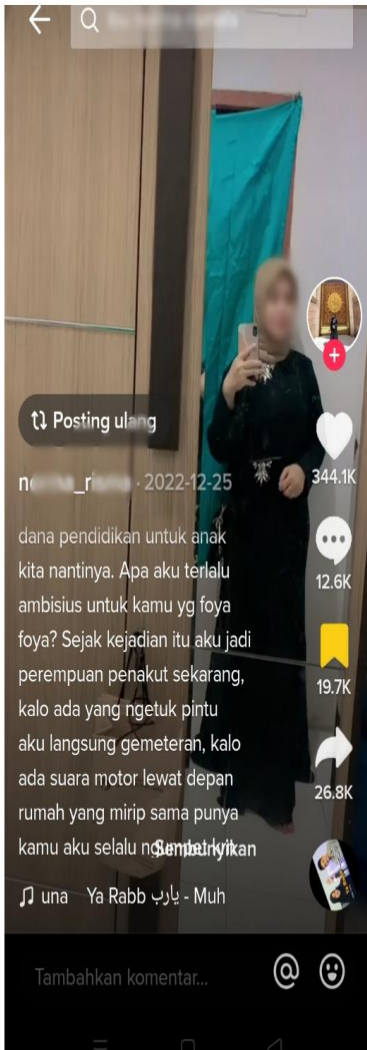 Posting ulang
· 2022-12-25
344.1K
dana pendidikan untuk anak
kita nantinya. Apa aku terlalu
ambisius untuk kamu yg foya
foya? Sejak kejadian itu aku jadi
perempuan penakut sekarang,
kalo ada yang ngetuk pintu
aku langsung gemeteran, kalo
ada suara motor lewat depan
rumah yang mirip sama punya
kamu aku selalu
Sembunyikan
12.6K
19.7K
26.8K
una Ya Rabb يارب - Muh
Tambahkan komentar...